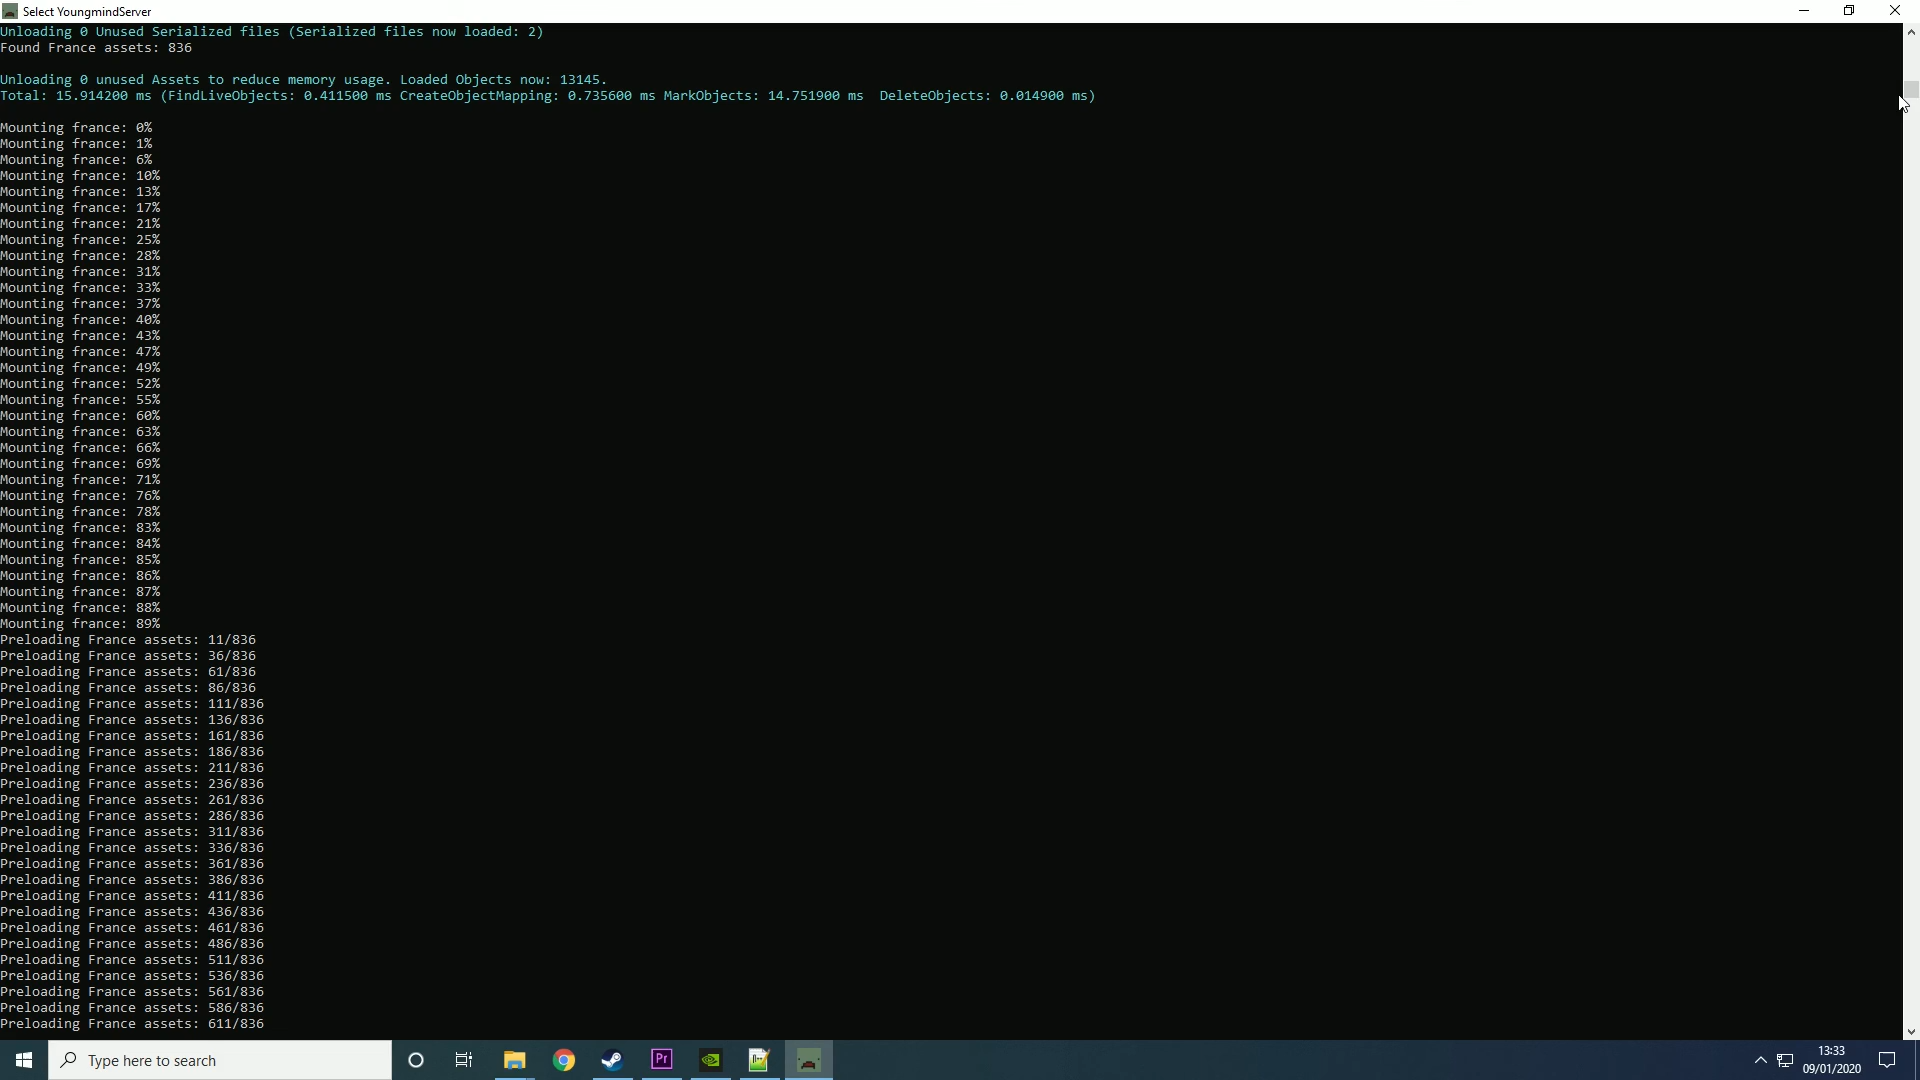 Select YoungmindServer
Unloading 0 Unused Serialized files (Serialized files now loaded: 2)
Found France assets: 836
Unloading 0 unused Assets to reduce memory usage. Loaded Objects now: 13145.
Total: 15.914200 ms (FindLiveObjects: 0.411500 ms CreateObjectMapping: 0.735600 ms MarkObjects: 14.751900 ms  DeleteObjects: 0.014900 ms)
Mounting france: 0%
Mounting france: 1%
Mounting france: 6%
Mounting france: 10%
Mounting france: 13%
Mounting france: 17%
Mounting france: 21%
Mounting france: 25%
Mounting france: 28%
Mounting france: 31%
Mounting france: 33%
Mounting france: 37%
Mounting france: 40%
Mounting france: 43%
Mounting france: 47%
Mounting france: 49%
Mounting france: 52%
Mounting france: 55%
Mounting france: 60%
Mounting france: 63%
Mounting france: 66%
Mounting france: 69%
Mounting france: 71%
Mounting france: 76%
Mounting france: 78%
Mounting france: 83%
Mounting france: 84%
Mounting france: 85%
Mounting france: 86%
Mounting france: 87%
Mounting france: 88%
Mounting france: 89%
Preloading France assets: 11/836
Preloading France assets: 36/836
Preloading France assets: 61/836
Preloading France assets: 86/836
Preloading France assets: 111/836
Preloading France assets: 136/836
Preloading France assets: 161/836
Preloading France assets: 186/836
Preloading France assets: 211/836
Preloading France assets: 236/836
Preloading France assets: 261/836
Preloading France assets: 286/836
Preloading France assets: 311/836
Preloading France assets: 336/836
Preloading France assets: 361/836
Preloading France assets: 386/836
Preloading France assets: 411/836
Preloading France assets: 436/836
Preloading France assets: 461/836
Preloading France assets: 486/836
Preloading France assets: 511/836
Preloading France assets: 536/836
Preloading France assets: 561/836
Preloading France assets: 586/836
Preloading France assets: 611/836
Type here to search
Pr
13:33
09/01/2020